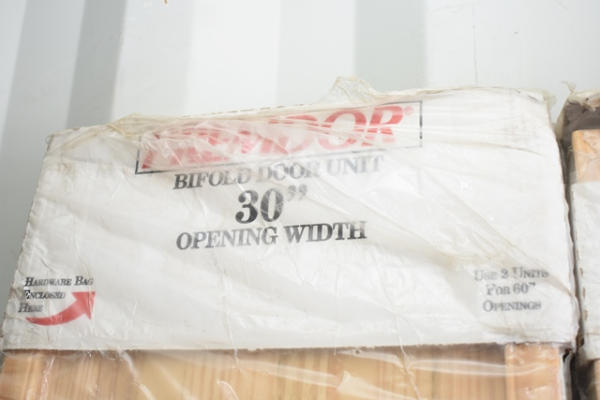 BIFOLD DOOR UNIT
30"
OPENING WIDTH
HARDWARE BAG
ENCLOSED
HERE
USE 2 UNITS
FOR 60"
OPENINGS